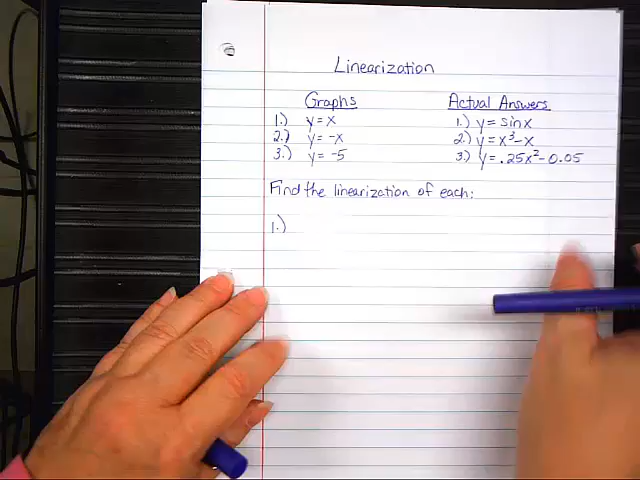 Linearization
Graphs Actual Answers
1.) y = x 1.) y = sin x
2.) y = -x 2.) y = x³ - x
3.) y = -5 3.) y = .25x² - 0.05
Find the linearization of each:
1.)